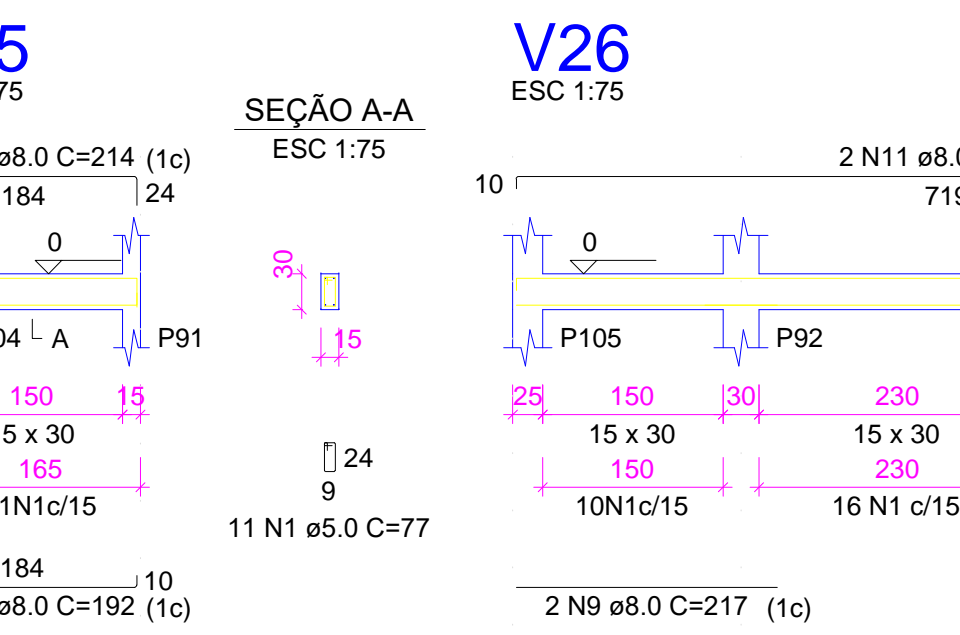 5
V26
75
ESC 1:75
SEÇÃO A-A
ESC 1:75
ø8.0 C=214 (1c)
2 N11 ø8.0
184
24
10
719
0
0
30
04
A
P91
15
P105
P92
150
15
25
150
30
230
5 x 30
15 x 30
15 x 30
165
24
150
230
9
1N1c/15
10N1c/15
16 N1 c/15
11 N1 ø5.0 C=77
184
10
ø8.0 C=192 (1c)
2 N9 ø8.0 C=217 (1c)